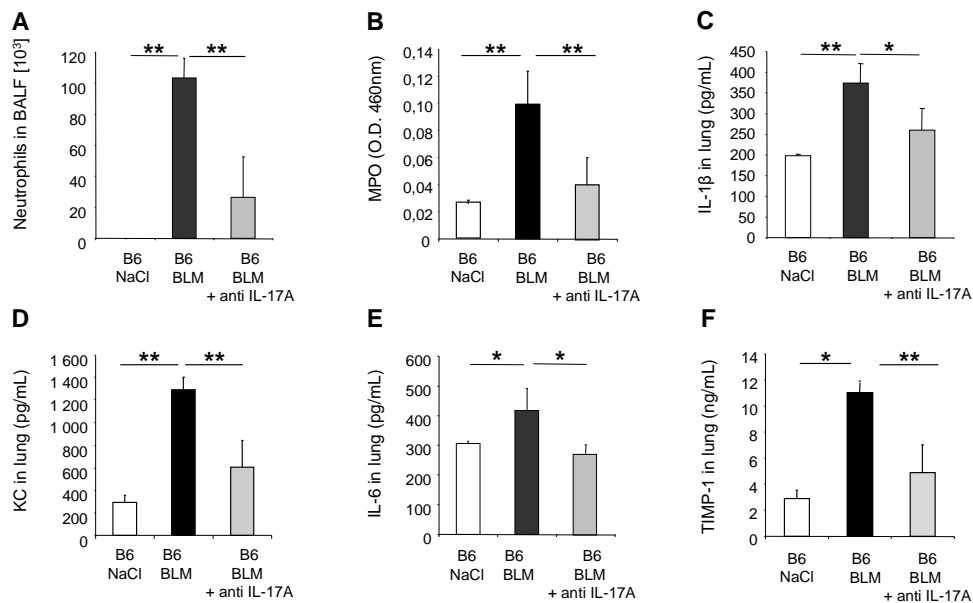 A
Neutrophils in BALF [10³]
120
100
80
60
40
20
0
** **
B6 B6 B6
NaCl BLM BLM
+ anti IL-17A
B
MPO (O.D. 460nm)
0,14
0,12
0,10
0,08
0,06
0,04
0,02
0
** **
B6 B6 B6
NaCl BLM BLM
+ anti IL-17A
C
IL-1β in lung (pg/mL)
450
400
350
300
250
200
150
100
50
0
** *
B6 B6 B6
NaCl BLM BLM
+ anti IL-17A
D
KC in lung (pg/mL)
1 600
1 400
1 200
1 000
800
600
400
200
0
** **
B6 B6 B6
NaCl BLM BLM
+ anti IL-17A
E
IL-6 in lung (pg/mL)
600
500
400
300
200
100
0
* *
B6 B6 B6
NaCl BLM BLM
+ anti IL-17A
F
TIMP-1 in lung (ng/mL)
14
12
10
8
6
4
2
0
* **
B6 B6 B6
NaCl BLM BLM
+ anti IL-17A